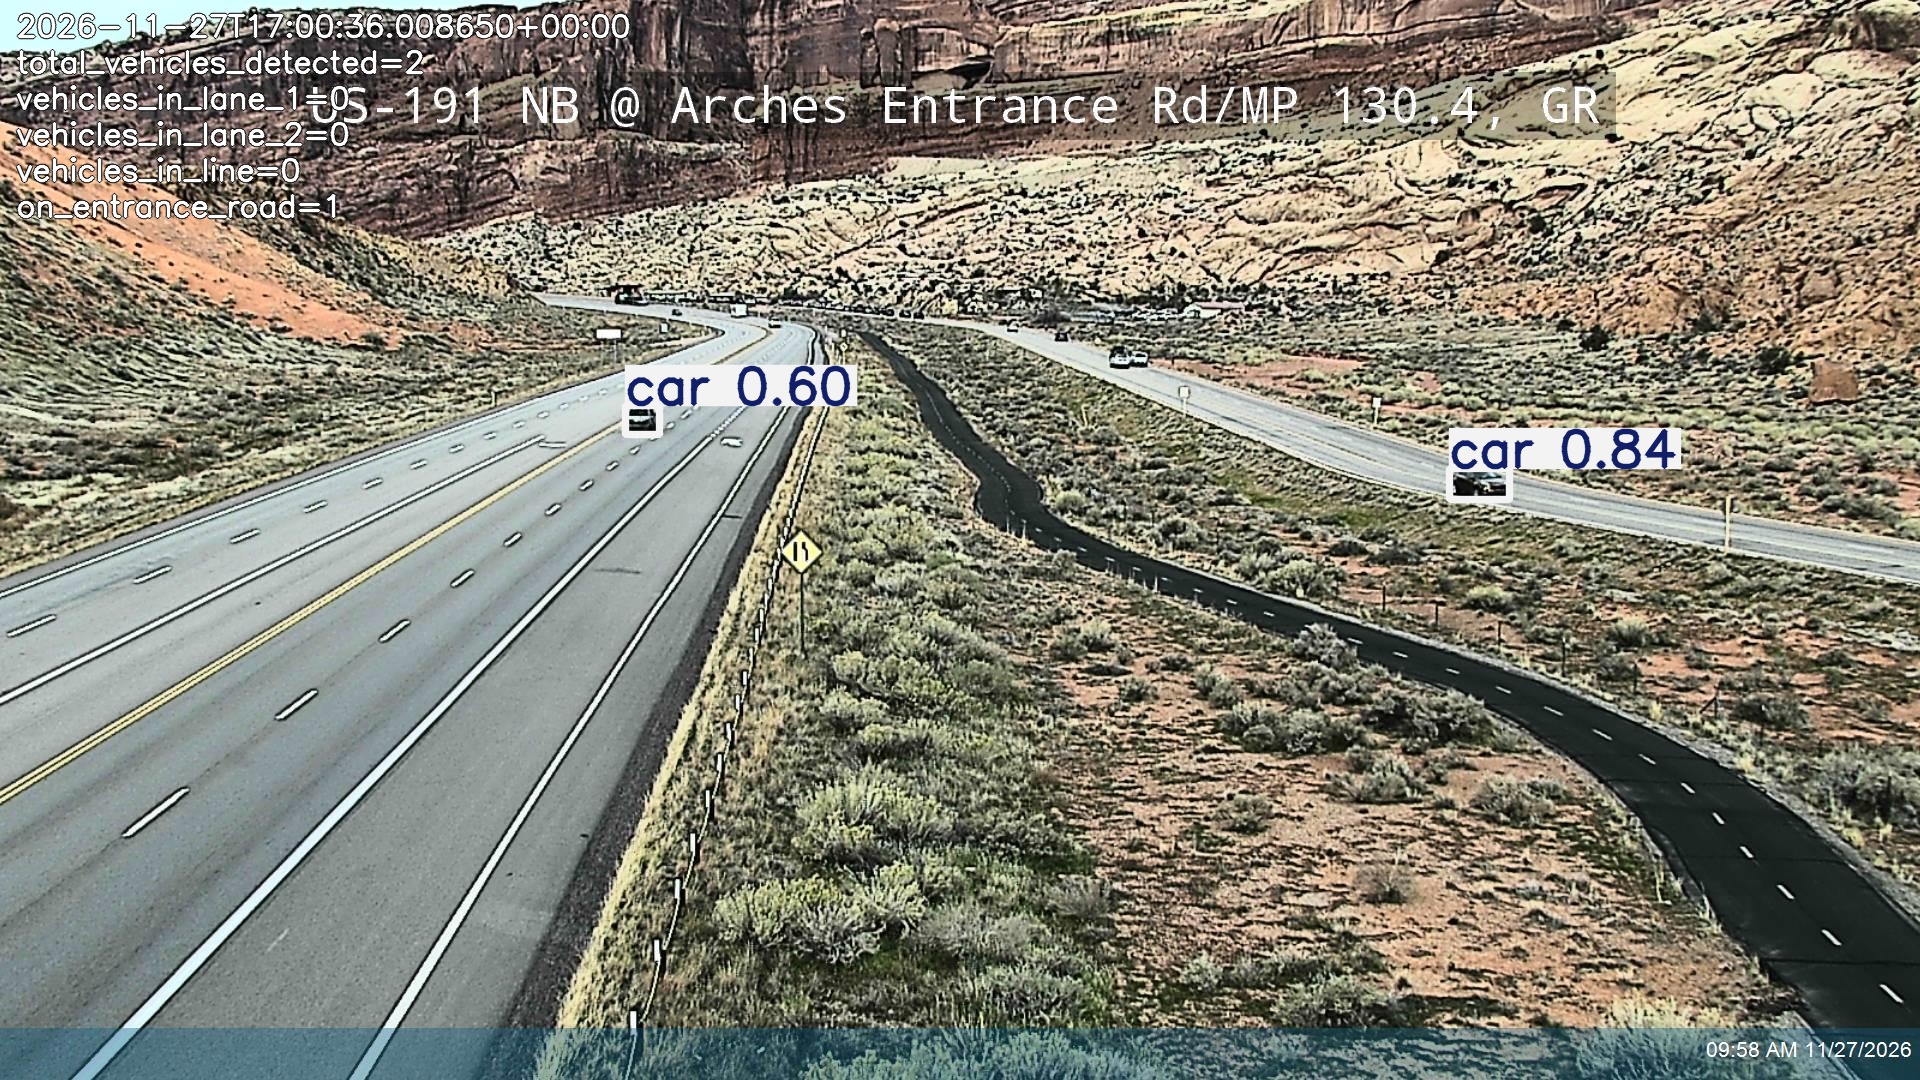 2026-11-27T17:00:36.008650+00:00
total_vehicles_detected=2
vehicles_in_lane_1=0
US-191 NB @ Arches Entrance Rd/MP 130.4, GR
vehicles_in_lane_2=0
vehicles_in_line=0
on_entrance_road=1
car 0.60
car 0.84
09:58 AM 11/27/2026